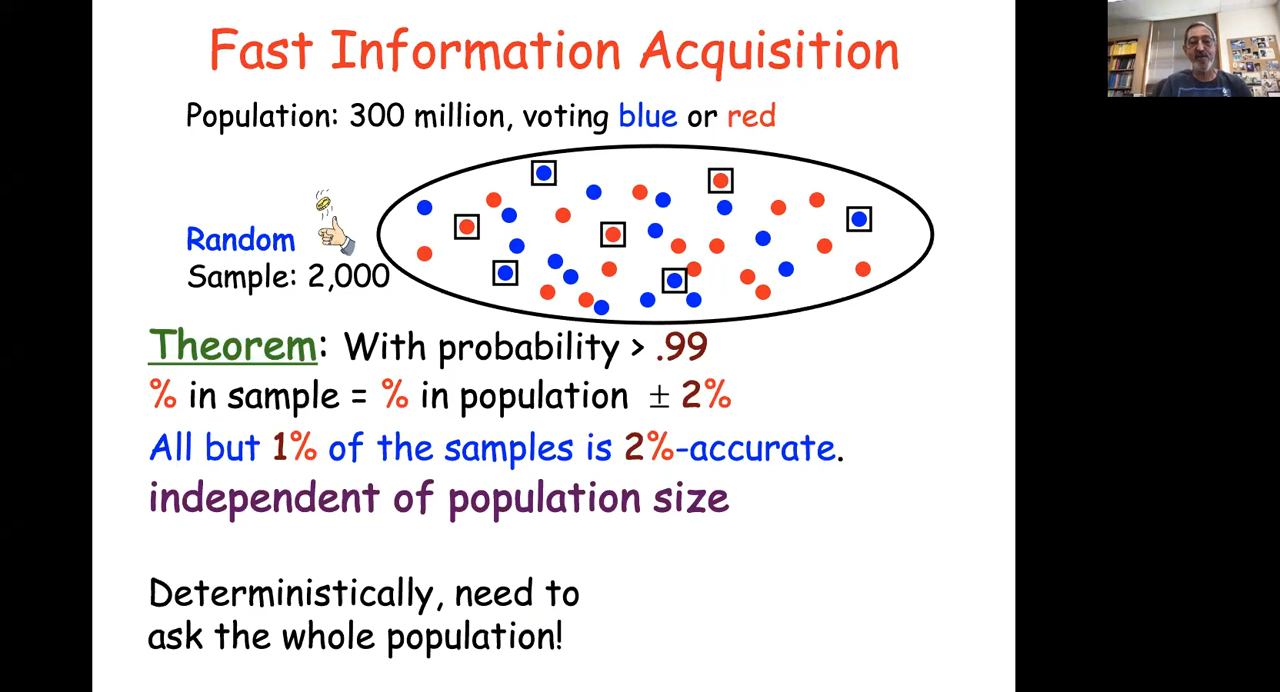 Fast Information Acquisition
Population: 300 million, voting blue or red
Random
Sample: 2,000
Theorem: With probability > .99
% in sample = % in population ± 2%
All but 1% of the samples is 2%-accurate.
independent of population size
Deterministically, need to
ask the whole population!